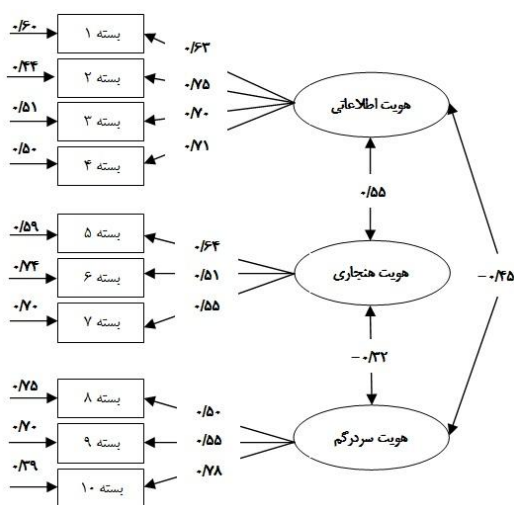 ۰/۶۰
بسته ۱
۰/۶۳
۰/۴۴
بسته ۲
۰/۷۵
هویت اطلاعاتی
۰/۵۱
بسته ۳
۰/۷۰
۰/۵۰
بسته ۴
۰/۷۱
۰/۵۵
۰/۵۹
بسته ۵
۰/۶۴
۰/۷۴
بسته ۶
۰/۵۱
هویت هنجاری
-۰/۴۵
۰/۷۰
بسته ۷
۰/۵۵
-۰/۳۲
۰/۷۵
بسته ۸
۰/۵۰
۰/۷۰
بسته ۹
۰/۵۵
هویت سردرگم
۰/۳۹
بسته ۱۰
۰/۷۸